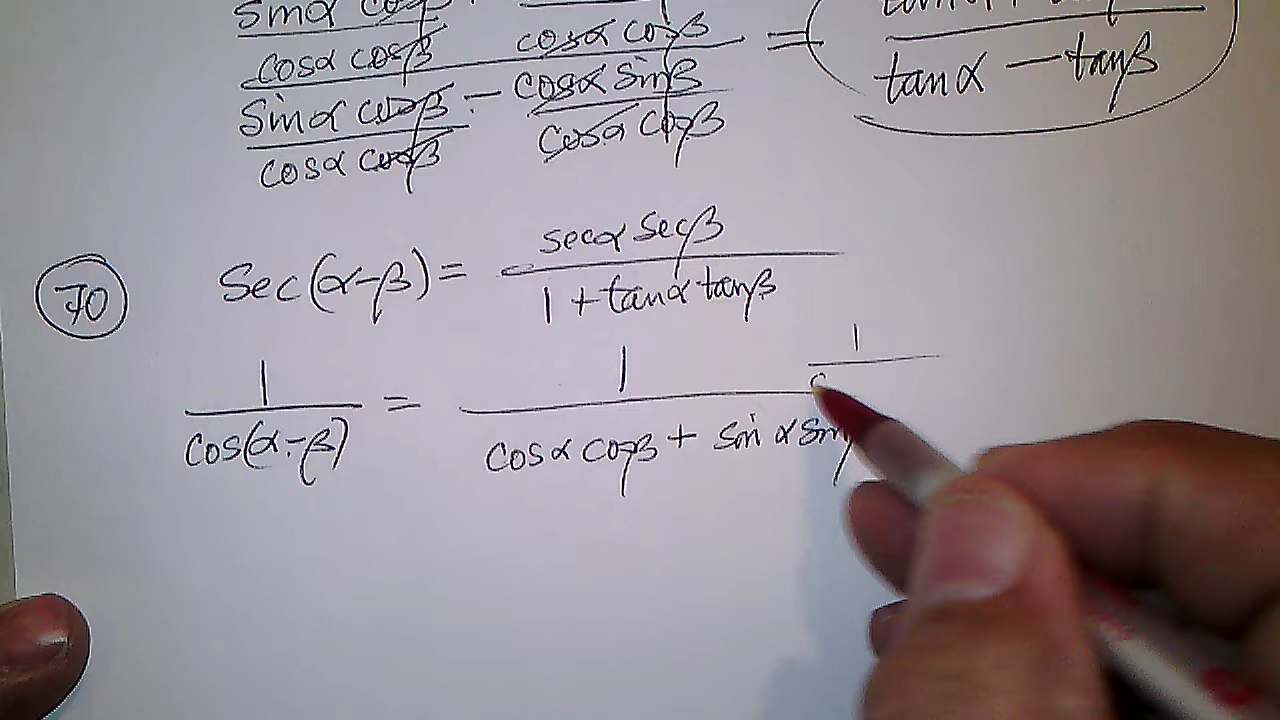 sinα cosβ
cosα cosβ cosα cosβ =
sinα cosβ - cosα sinβ tanα - tanβ
cosα cosβ cosα cosβ
70 Sec(α-β) = secα secβ
1 + tanα tanβ
1 1 1
cos(α-β) = cosα cosβ + sinα sinβ